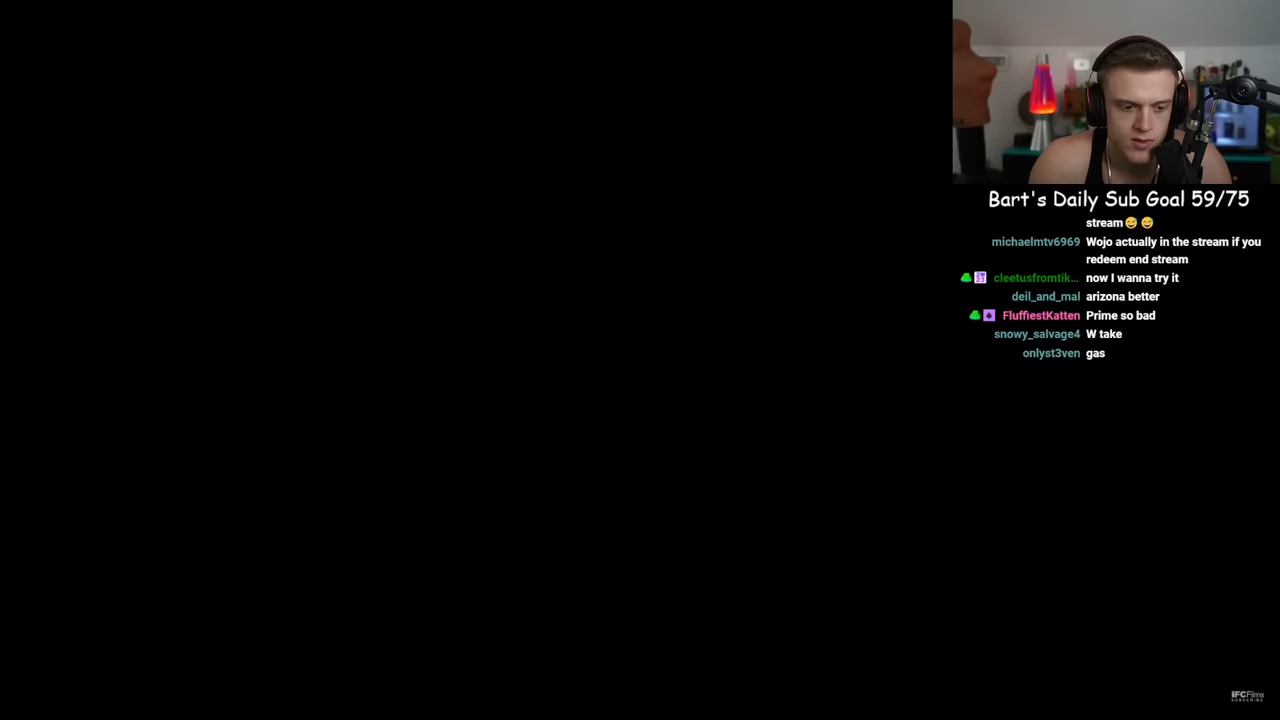 Bart's Daily Sub Goal 59/75
stream😅 😅
michaelmtv6969 Wojo actually in the stream if you
redeem end stream
cleetusfromtik... now I wanna try it
deil_and_mal arizona better
FluffiestKatten Prime so bad
snowy_salvage4 W take
onlyst3ven gas
IFC Films
SUBSCRIBE